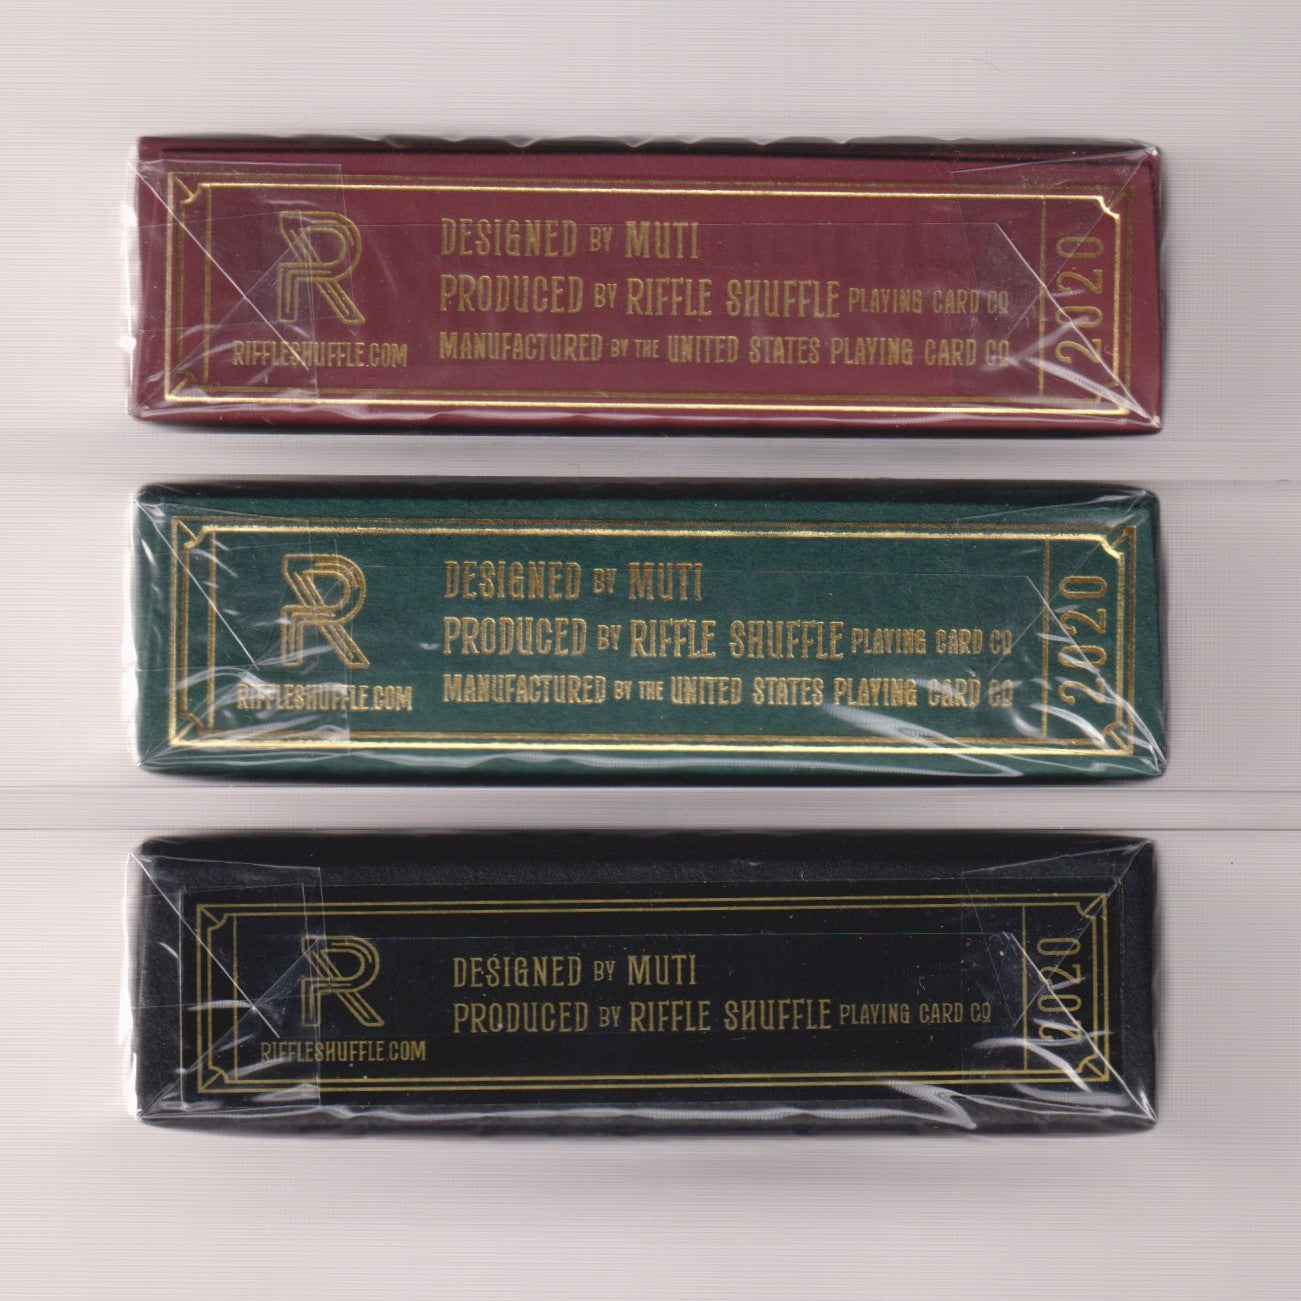 R
RIFFLESHUFFLE.COM
DESIGNED BY MUTI
PRODUCED BY RIFFLE SHUFFLE PLAYING CARD CO
MANUFACTURED BY THE UNITED STATES PLAYING CARD CO
2020
R
RIFFLESHUFFLE.COM
DESIGNED BY MUTI
PRODUCED BY RIFFLE SHUFFLE PLAYING CARD CO
MANUFACTURED BY THE UNITED STATES PLAYING CARD CO
2020
R
RIFFLESHUFFLE.COM
DESIGNED BY MUTI
PRODUCED BY RIFFLE SHUFFLE PLAYING CARD CO
2020